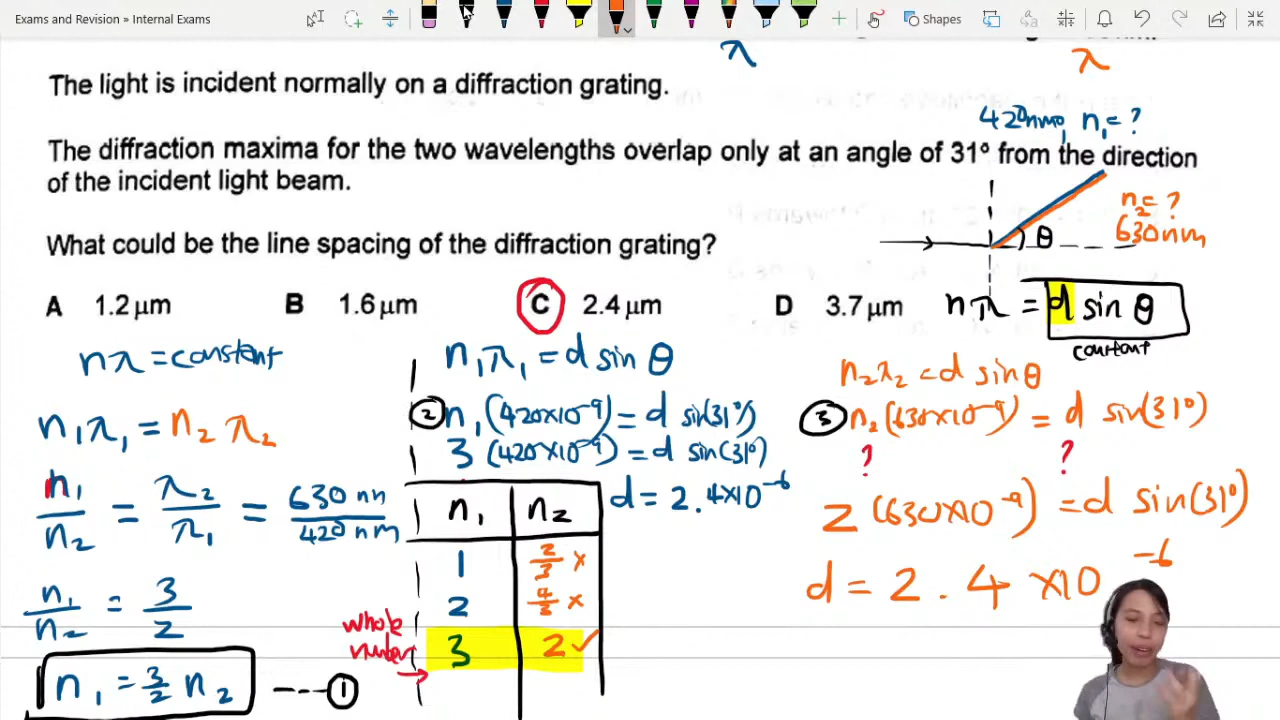 Exams and Revision » Internal Exams
Shapes
λ
λ
The light is incident normally on a diffraction grating.
420nm, n₁ = ?
The diffraction maxima for the two wavelengths overlap only at an angle of 31° from the direction
of the incident light beam.
n₂ = ?
630nm
θ
What could be the line spacing of the diffraction grating?
A 1.2 μm B 1.6 μm C 2.4 μm D 3.7 μm
nλ = d sin θ
constant
nλ = constant
n₁λ₁ = n₂λ₂
n₁/n₂ = λ₂/λ₁ = 630 nm/420 nm
n₁/n₂ = 3/2
n₁ = 3/2 n₂ ---- ①
n₁λ₁ = d sin θ
② n₁(420×10⁻⁹) = d sin(31°)
3 (420×10⁻⁹) = d sin(31°)
d = 2.4×10⁻⁶
n₁ n₂
1 2/3 ×
2 4/3 ×
3 2 ✓
whole
number
n₂λ₂ = d sin θ
③ n₂(630×10⁻⁹) = d sin(31°)
? ?
2 (630×10⁻⁹) = d sin(31°)
d = 2.4 ×10⁻⁶